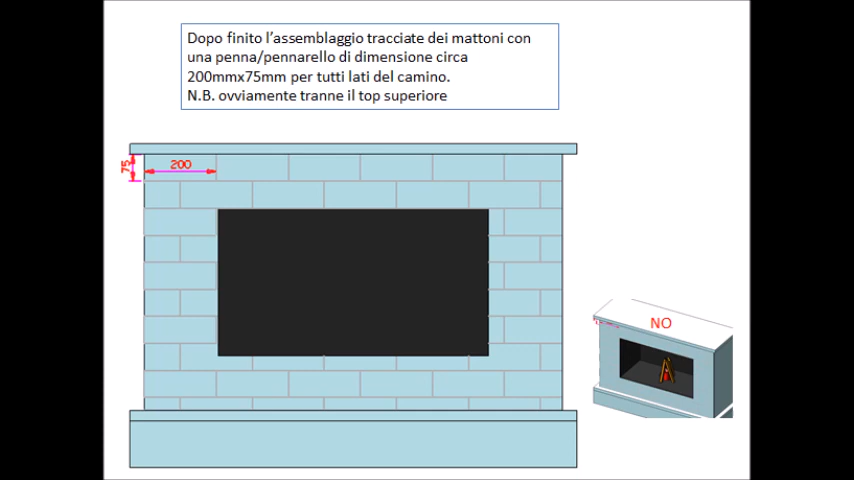 Dopo finito l’assemblaggio tracciate dei mattoni con
una penna/pennarello di dimensione circa
200mmx75mm per tutti lati del camino.
N.B. ovviamente tranne il top superiore
75
200
NO